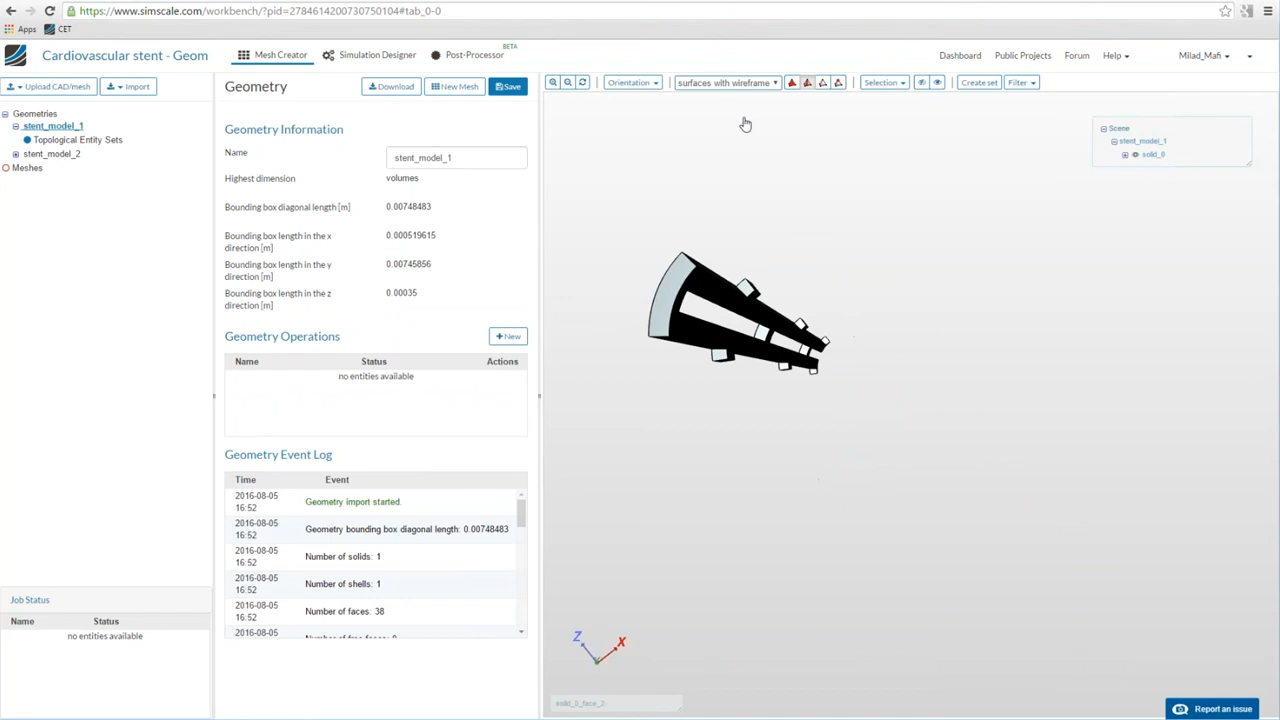 https://www.simscale.com/workbench/?pid=2784614200730750104#tab_0-0
Apps CET
Cardiovascular stent - Geom Mesh Creator Simulation Designer Post-Processor BETA Dashboard Public Projects Forum Help Milad_Mafi
Upload CAD/mesh Import Geometry Download New Mesh Save Orientation surfaces with wireframe Selection Create set Filter
Geometries
stent_model_1
Topological Entity Sets
stent_model_2
Meshes
Geometry Information
Name stent_model_1
Highest dimension volumes
Bounding box diagonal length [m] 0.00748483
Bounding box length in the x
direction [m] 0.000519615
Bounding box length in the y
direction [m] 0.00745856
Bounding box length in the z
direction [m] 0.00035
Geometry Operations New
Name Status Actions
no entities available
Geometry Event Log
Time Event
2016-08-05
16:52 Geometry import started.
2016-08-05
16:52 Geometry bounding box diagonal length: 0.00748483
2016-08-05
16:52 Number of solids: 1
2016-08-05
16:52 Number of shells: 1
2016-08-05
16:52 Number of faces: 38
2016-08-05
Scene
stent_model_1
solid_0
Z X
solid_0_face_2
Job Status
Name Status
no entities available
Report an issue